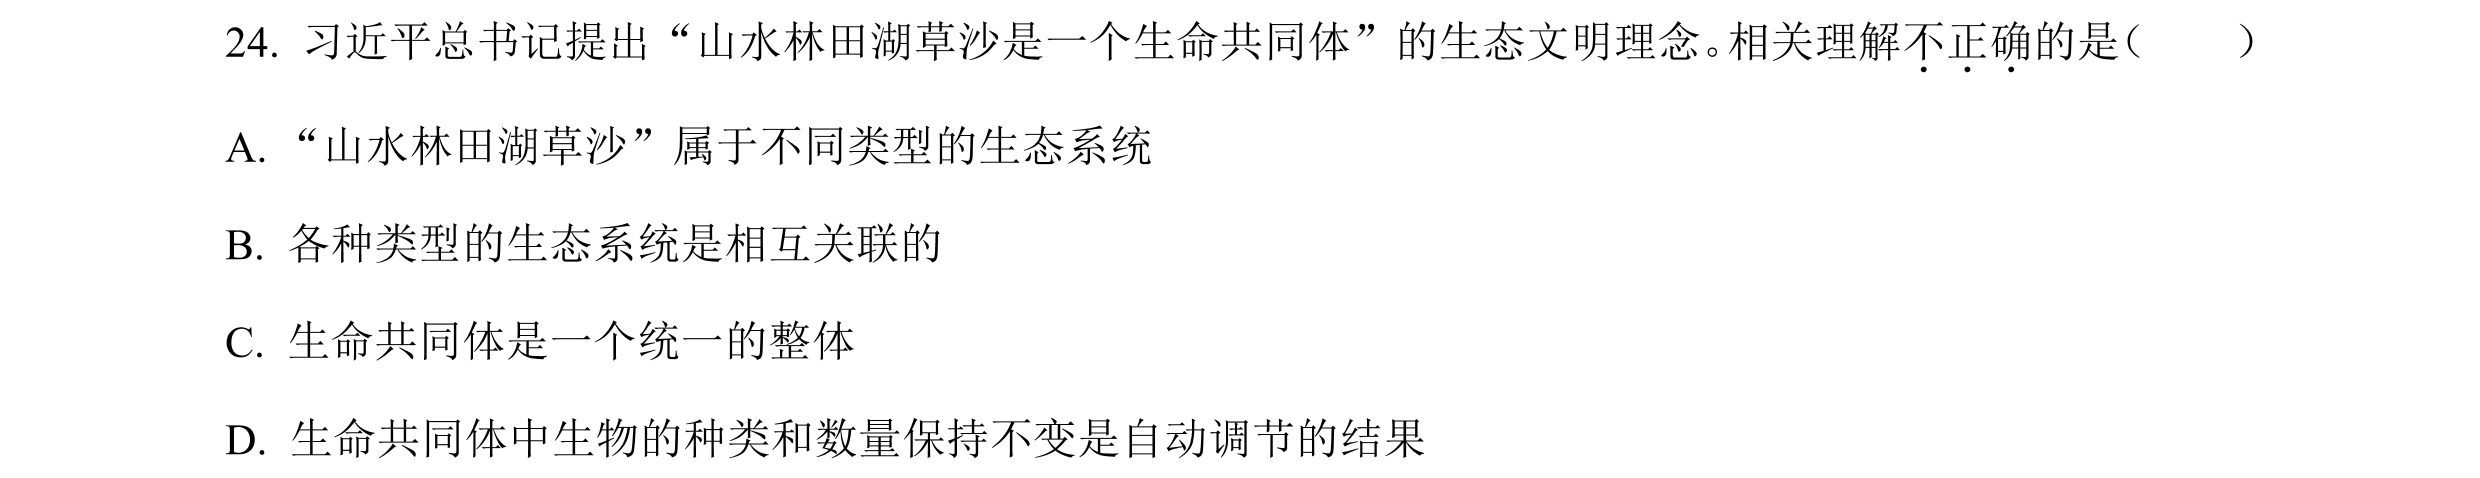 24. 习近平总书记提出“山水林田湖草沙是一个生命共同体”的生态文明理念。相关理解不正确的是（　　）
A. “山水林田湖草沙”属于不同类型的生态系统
B. 各种类型的生态系统是相互关联的
C. 生命共同体是一个统一的整体
D. 生命共同体中生物的种类和数量保持不变是自动调节的结果